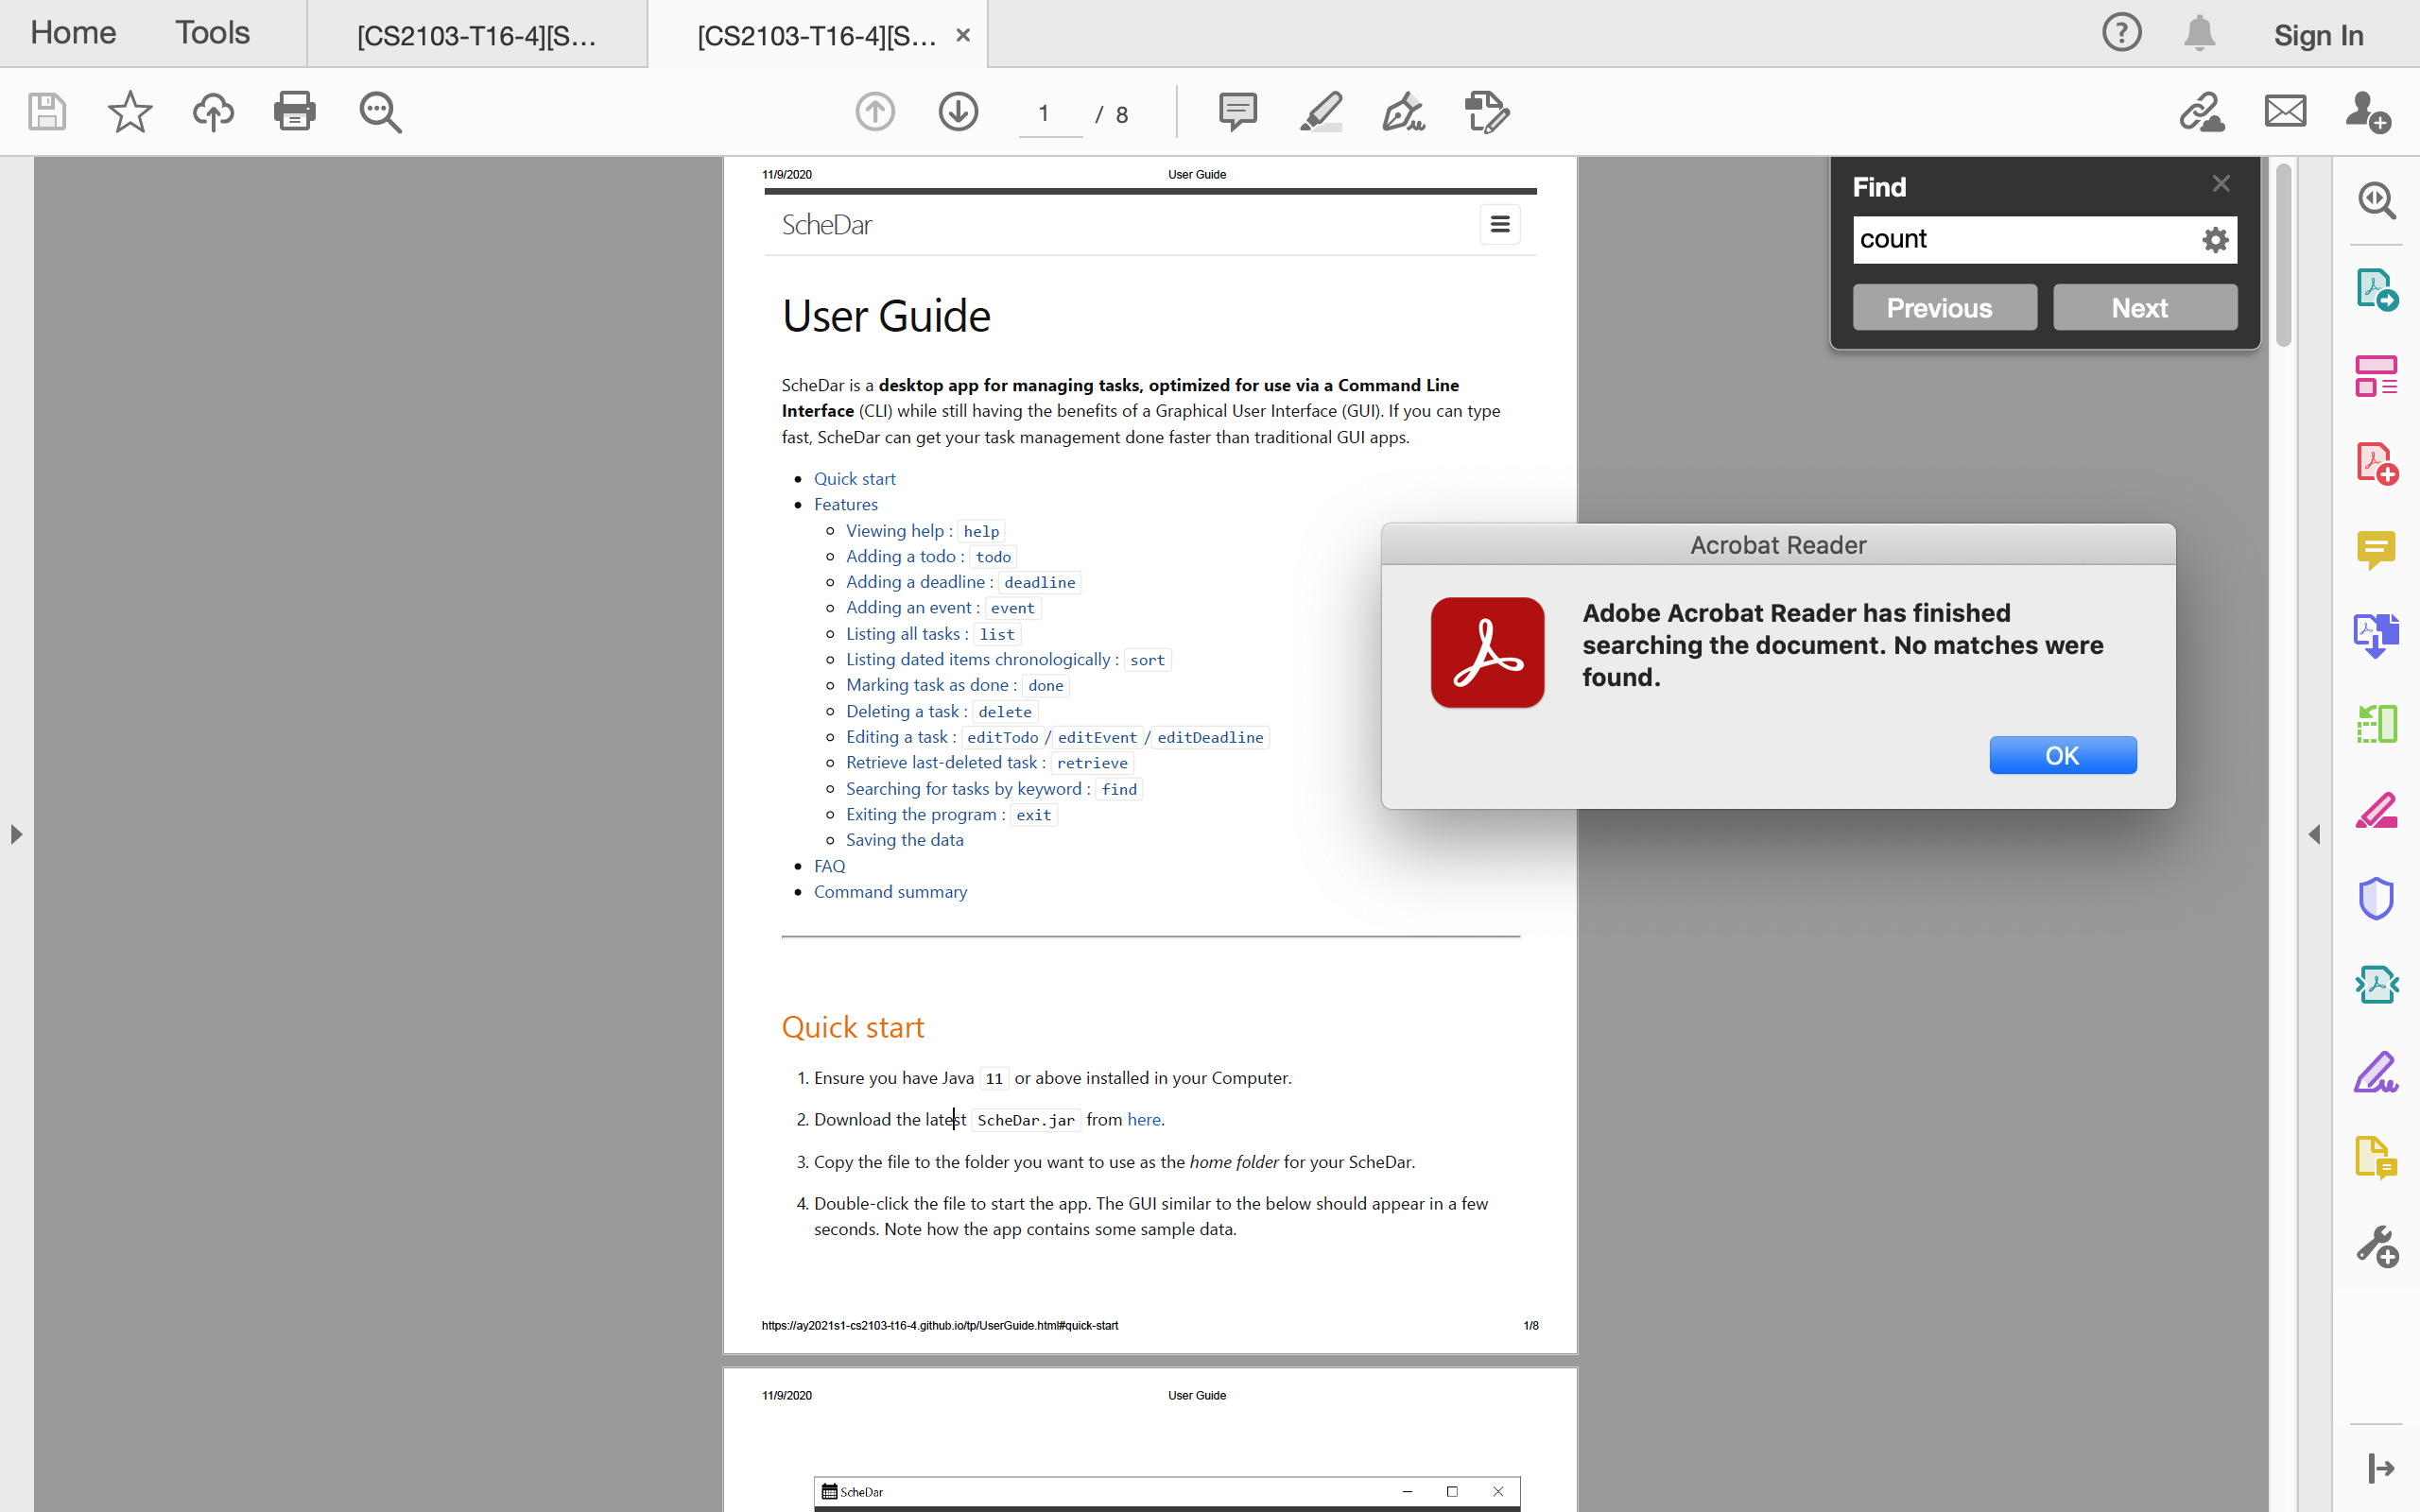 Home Tools [CS2103-T16-4][S... [CS2103-T16-4][S... × Sign In
1 / 8
11/9/2020 User Guide
ScheDar
User Guide
ScheDar is a desktop app for managing tasks, optimized for use via a Command Line
Interface (CLI) while still having the benefits of a Graphical User Interface (GUI). If you can type
fast, ScheDar can get your task management done faster than traditional GUI apps.
Quick start
Features
Viewing help : help
Adding a todo : todo
Adding a deadline : deadline
Adding an event : event
Listing all tasks : list
Listing dated items chronologically : sort
Marking task as done : done
Deleting a task : delete
Editing a task : editTodo / editEvent / editDeadline
Retrieve last-deleted task : retrieve
Searching for tasks by keyword : find
Exiting the program : exit
Saving the data
FAQ
Command summary
Quick start
1. Ensure you have Java 11 or above installed in your Computer.
2. Download the latest ScheDar.jar from here.
3. Copy the file to the folder you want to use as the home folder for your ScheDar.
4. Double-click the file to start the app. The GUI similar to the below should appear in a few
seconds. Note how the app contains some sample data.
https://ay2021s1-cs2103-t16-4.github.io/tp/UserGuide.html#quick-start 1/8
11/9/2020 User Guide
ScheDar
Find
count
Previous Next
Acrobat Reader
Adobe Acrobat Reader has finished
searching the document. No matches were
found.
OK